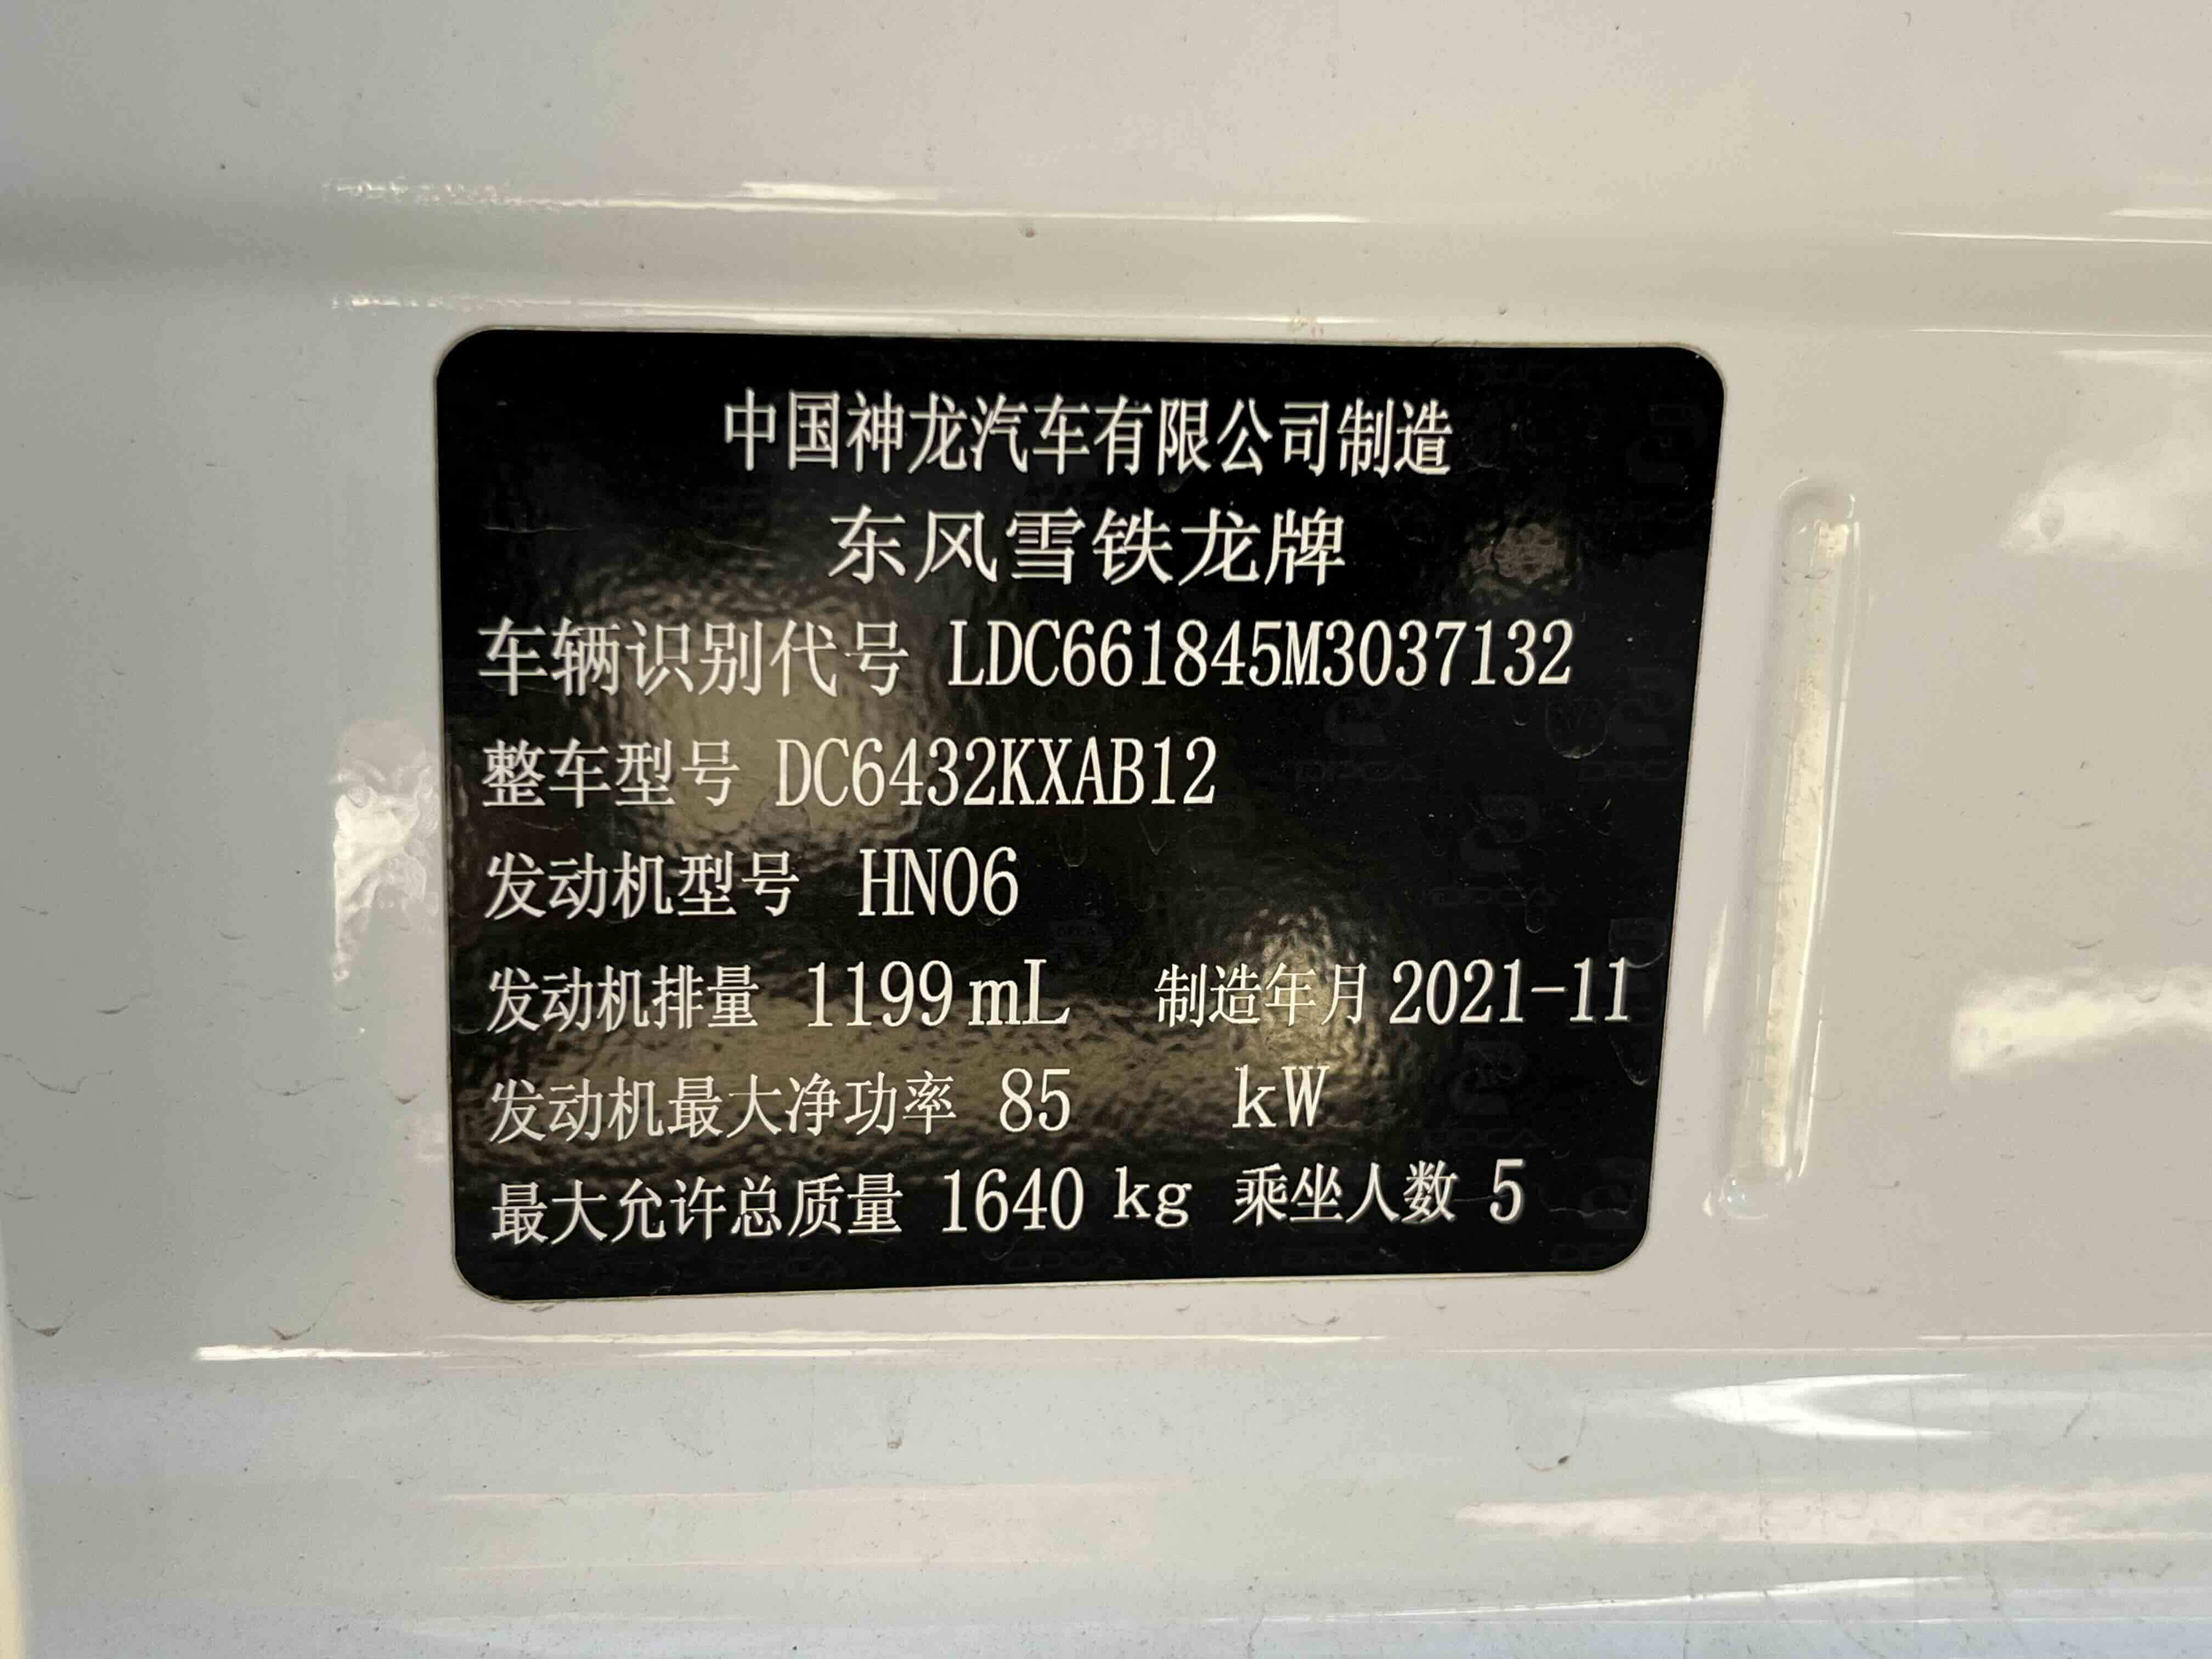 中国神龙汽车有限公司制造
东风雪铁龙牌
车辆识别代号 LDC661845M3037132
整车型号 DC6432KXAB12
发动机型号 HN06
发动机排量 1199mL 制造年月 2021-11
发动机最大净功率 85 kW
最大允许总质量 1640 kg 乘坐人数 5